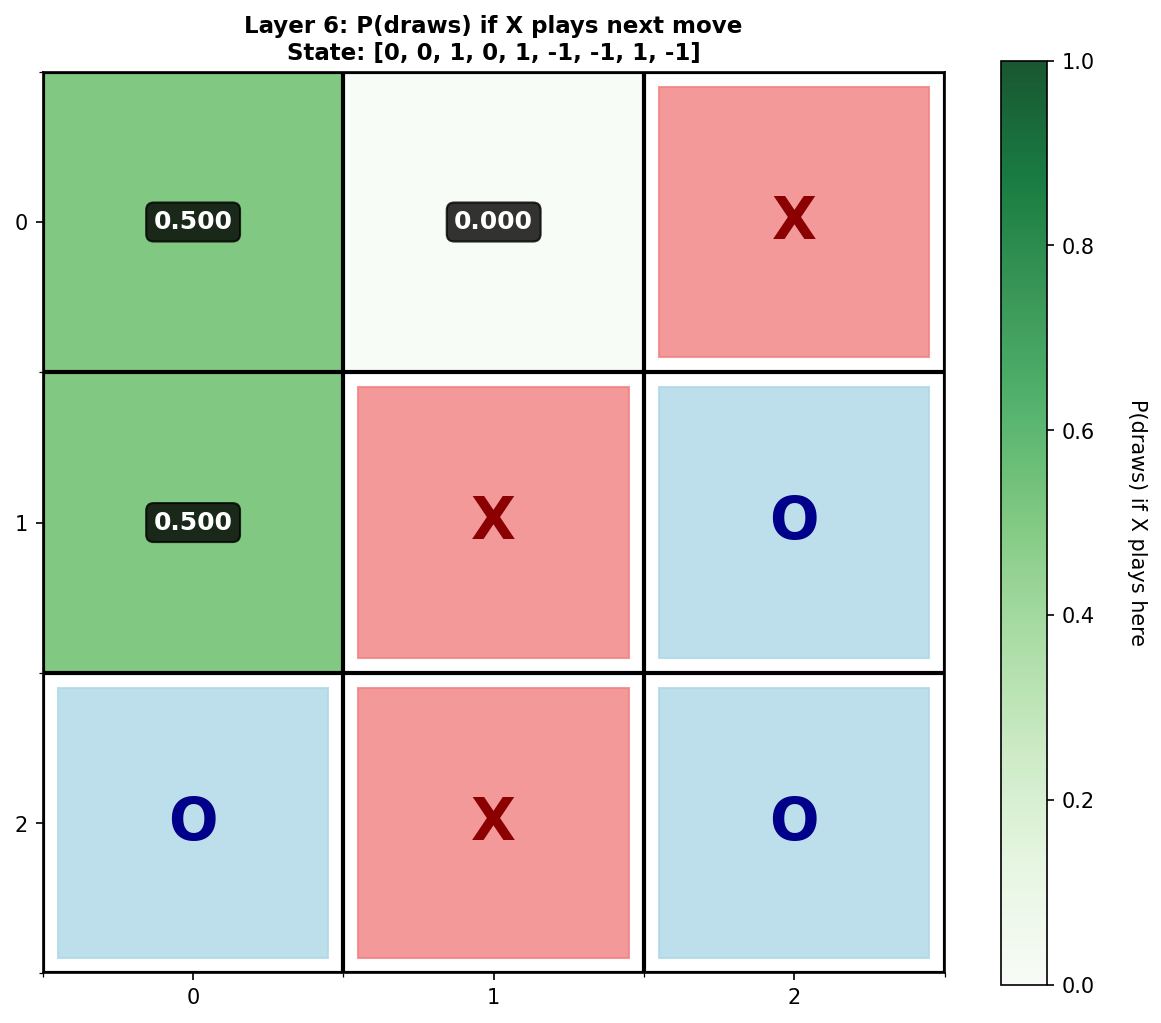 Layer 6: P(draws) if X plays next move
State: [0, 0, 1, 0, 1, -1, -1, 1, -1]
0
0.500
0.000
X
1
0.500
X
O
2
O
X
O
0
1
2
1.0
0.8
0.6
0.4
0.2
0.0
P(draws) if X plays here